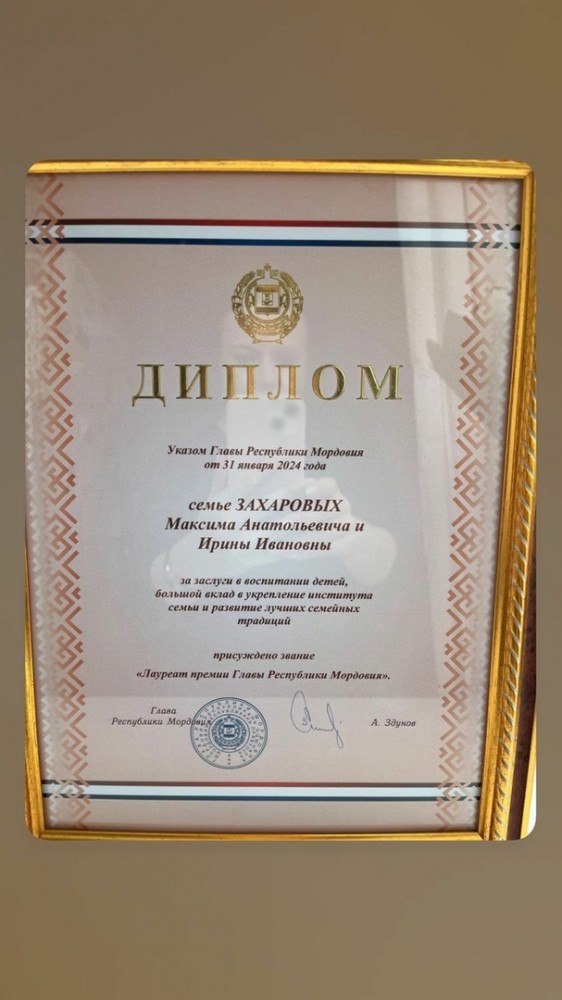 ДИПЛОМ
Указом Главы Республики Мордовия
от 31 января 2024 года
семье ЗАХАРОВЫХ
Максима Анатольевича и
Ирины Ивановны
за заслуги в воспитании детей,
большой вклад в укрепление института
семьи и развитие лучших семейных
традиций
присуждено звание
«Лауреат премии Главы Республики Мордовия».
Глава
Республики Мордовия
А. Здунов